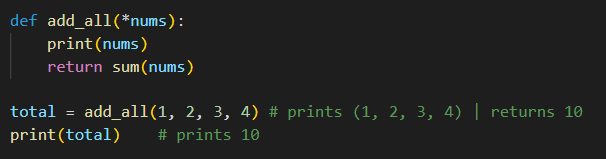 def add_all(*nums):
    print(nums)
    return sum(nums)

total = add_all(1, 2, 3, 4) # prints (1, 2, 3, 4) | returns 10
print(total)    # prints 10